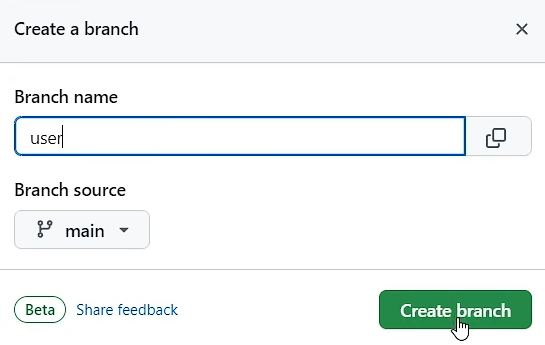 Create a branch
Branch name
user
Branch source
main
Beta Share feedback
Create branch